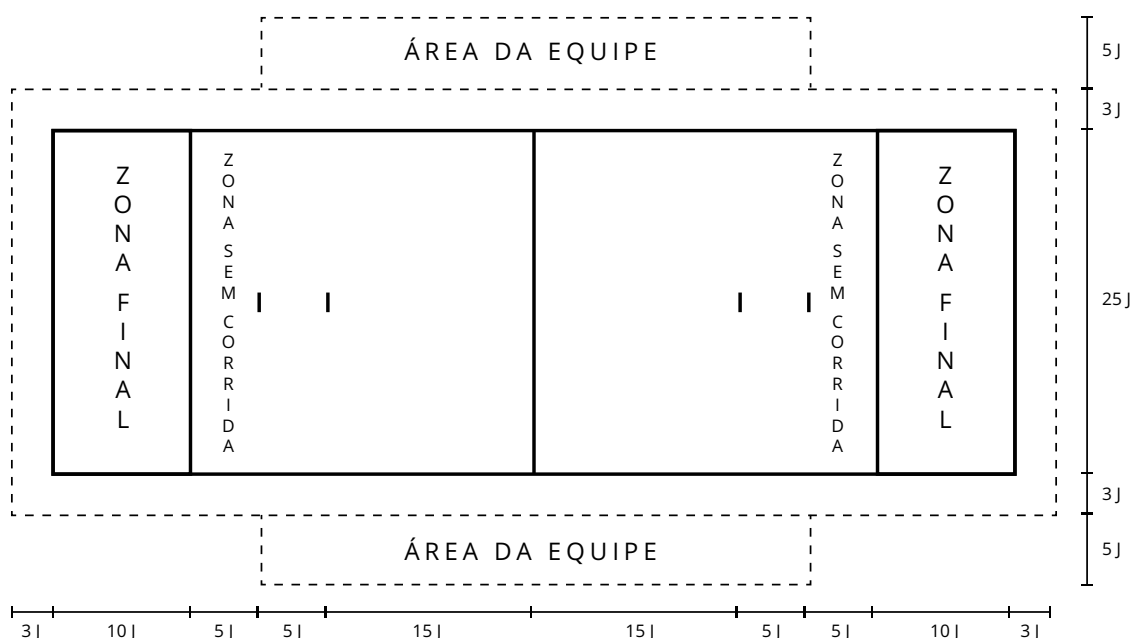 ÁREA DA EQUIPE
5 J
3 J
ZONA FINAL
ZONA SEM CORRIDA
ZONA SEM CORRIDA
ZONA FINAL
25 J
3 J
ÁREA DA EQUIPE
5 J
3 J
10 J
5 J
5 J
15 J
15 J
5 J
5 J
10 J
3 J